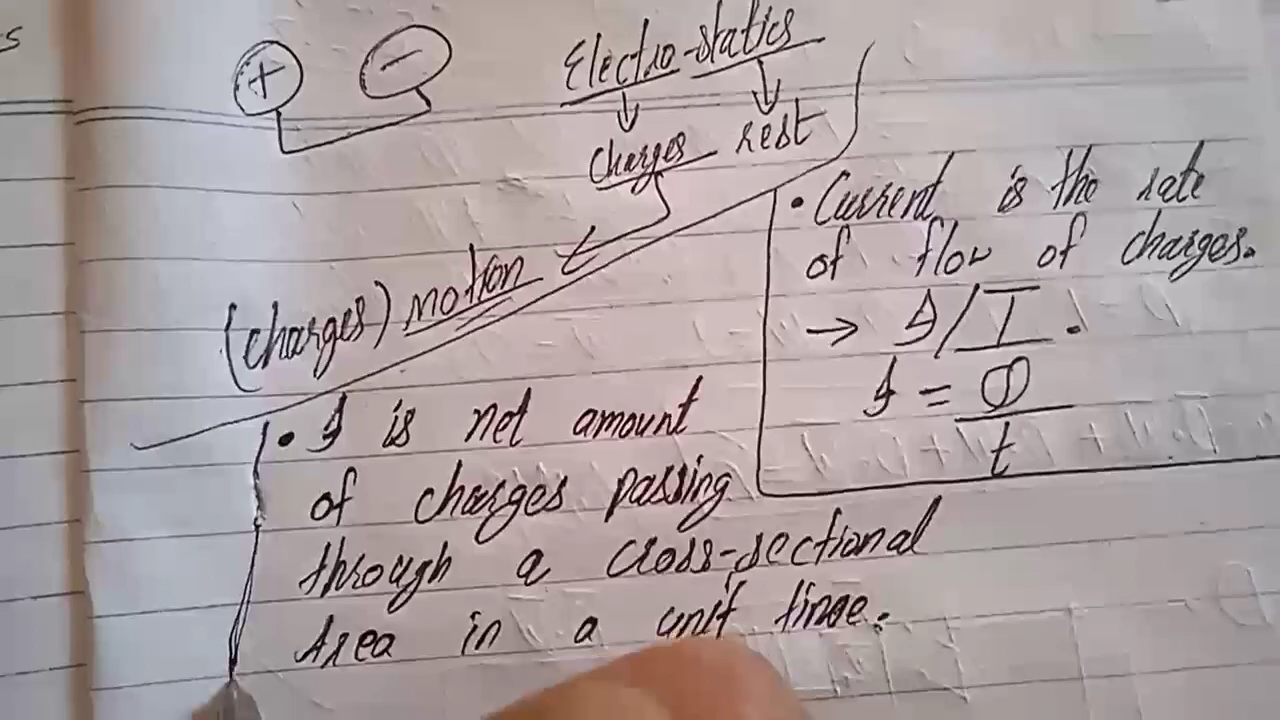 s
+ -
Electro-statics
charges rest
(charges) motion
• Current is the rate
of flow of charges.
→ I/I.
I = Q
t
• I is net amount
of charges passing
through a cross-sectional
Area in a unit time.